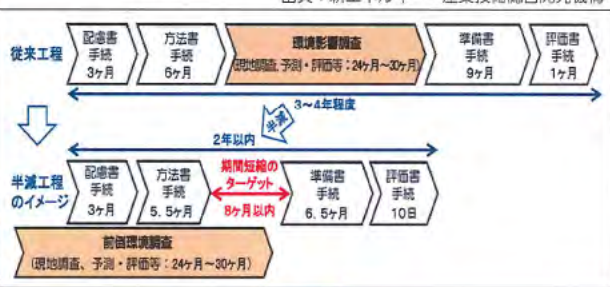 従来工程
配慮書
手続
3ヶ月
方法書
手続
6ヶ月
環境影響調査
(現地調査、予測・評価等：24ヶ月～30ヶ月)
準備書
手続
9ヶ月
評価書
手続
1ヶ月
3～4年程度
半減
2年以内
半減工程
のイメージ
配慮書
手続
3ヶ月
方法書
手続
5.5ヶ月
期間短縮の
ターゲット
8ヶ月以内
準備書
手続
6.5ヶ月
評価書
手続
10日
前倒環境調査
(現地調査、予測・評価等：24ヶ月～30ヶ月)